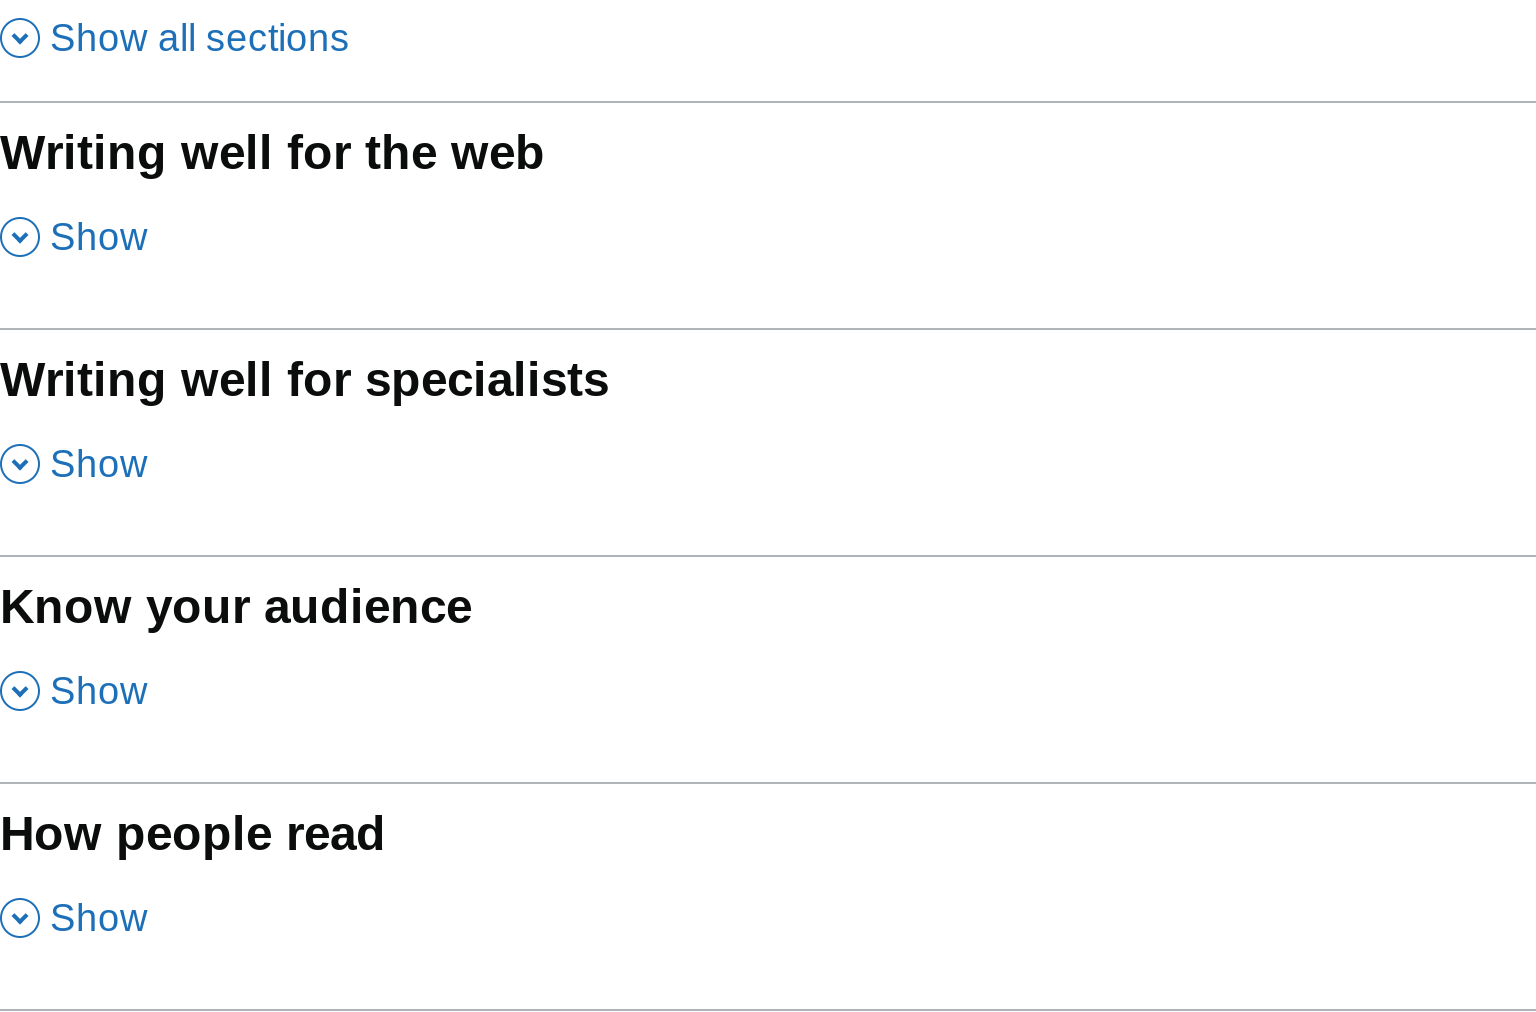 Show all sections
Writing well for the web
Show
Writing well for specialists
Show
Know your audience
Show
How people read
Show